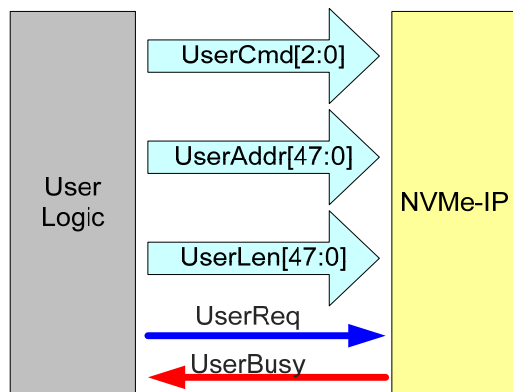 UserCmd[2:0]
UserAddr[47:0]
User
Logic
NVMe-IP
UserLen[47:0]
UserReq
UserBusy